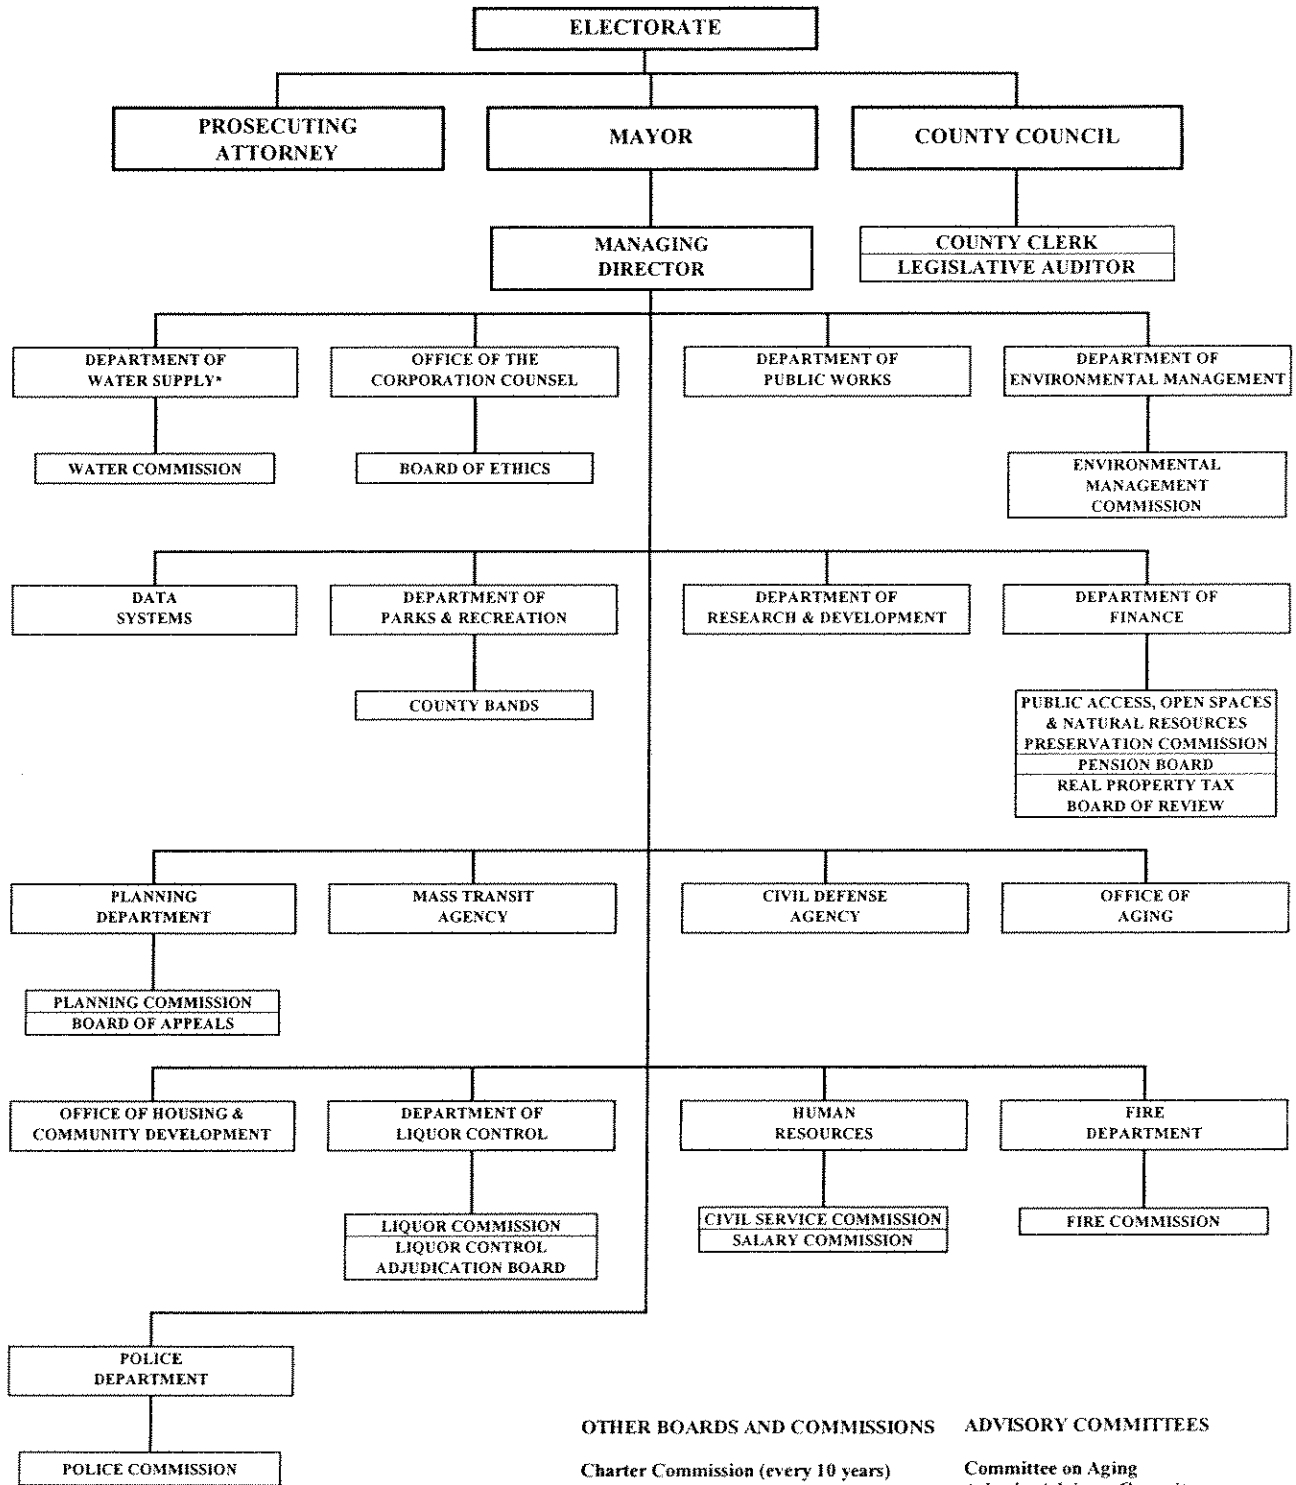 ELECTORATE
PROSECUTING
ATTORNEY
MAYOR
COUNTY COUNCIL
MANAGING
DIRECTOR
COUNTY CLERK
LEGISLATIVE AUDITOR
DEPARTMENT OF
WATER SUPPLY*
OFFICE OF THE
CORPORATION COUNSEL
DEPARTMENT OF
PUBLIC WORKS
DEPARTMENT OF
ENVIRONMENTAL MANAGEMENT
WATER COMMISSION
BOARD OF ETHICS
ENVIRONMENTAL
MANAGEMENT
COMMISSION
DATA
SYSTEMS
DEPARTMENT OF
PARKS & RECREATION
DEPARTMENT OF
RESEARCH & DEVELOPMENT
DEPARTMENT OF
FINANCE
COUNTY BANDS
PUBLIC ACCESS, OPEN SPACES
& NATURAL RESOURCES
PRESERVATION COMMISSION
PENSION BOARD
REAL PROPERTY TAX
BOARD OF REVIEW
PLANNING
DEPARTMENT
MASS TRANSIT
AGENCY
CIVIL DEFENSE
AGENCY
OFFICE OF
AGING
PLANNING COMMISSION
BOARD OF APPEALS
OFFICE OF HOUSING &
COMMUNITY DEVELOPMENT
DEPARTMENT OF
LIQUOR CONTROL
HUMAN
RESOURCES
FIRE
DEPARTMENT
LIQUOR COMMISSION
LIQUOR CONTROL
ADJUDICATION BOARD
CIVIL SERVICE COMMISSION
SALARY COMMISSION
FIRE COMMISSION
POLICE
DEPARTMENT
POLICE COMMISSION
OTHER BOARDS AND COMMISSIONS
Charter Commission (every 10 years)
ADVISORY COMMITTEES
Committee on Aging